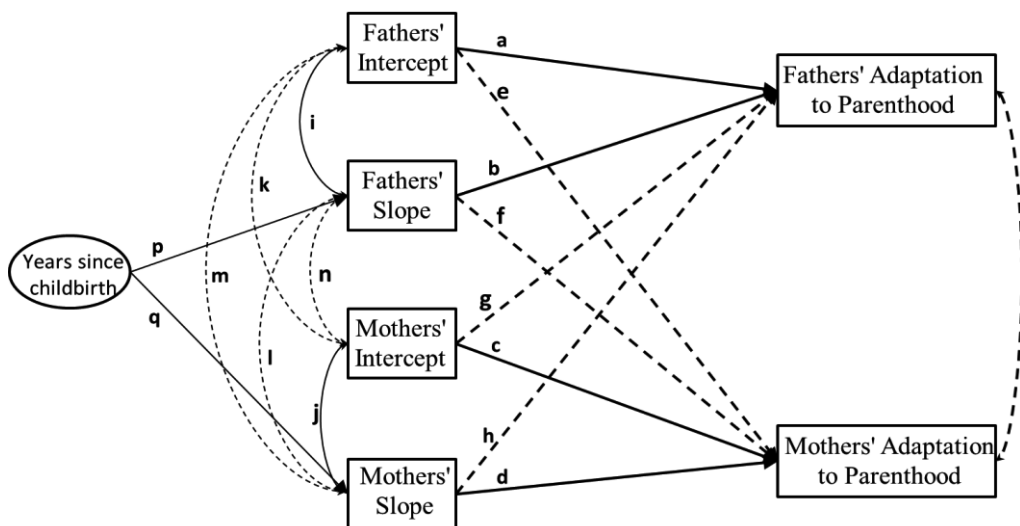 Fathers'
Intercept
a
Fathers' Adaptation
to Parenthood
e
i
k
Fathers'
Slope
b
f
p
Years since
childbirth
m
n
q
g
Mothers'
Intercept
c
l
j
h
Mothers'
Slope
d
Mothers' Adaptation
to Parenthood